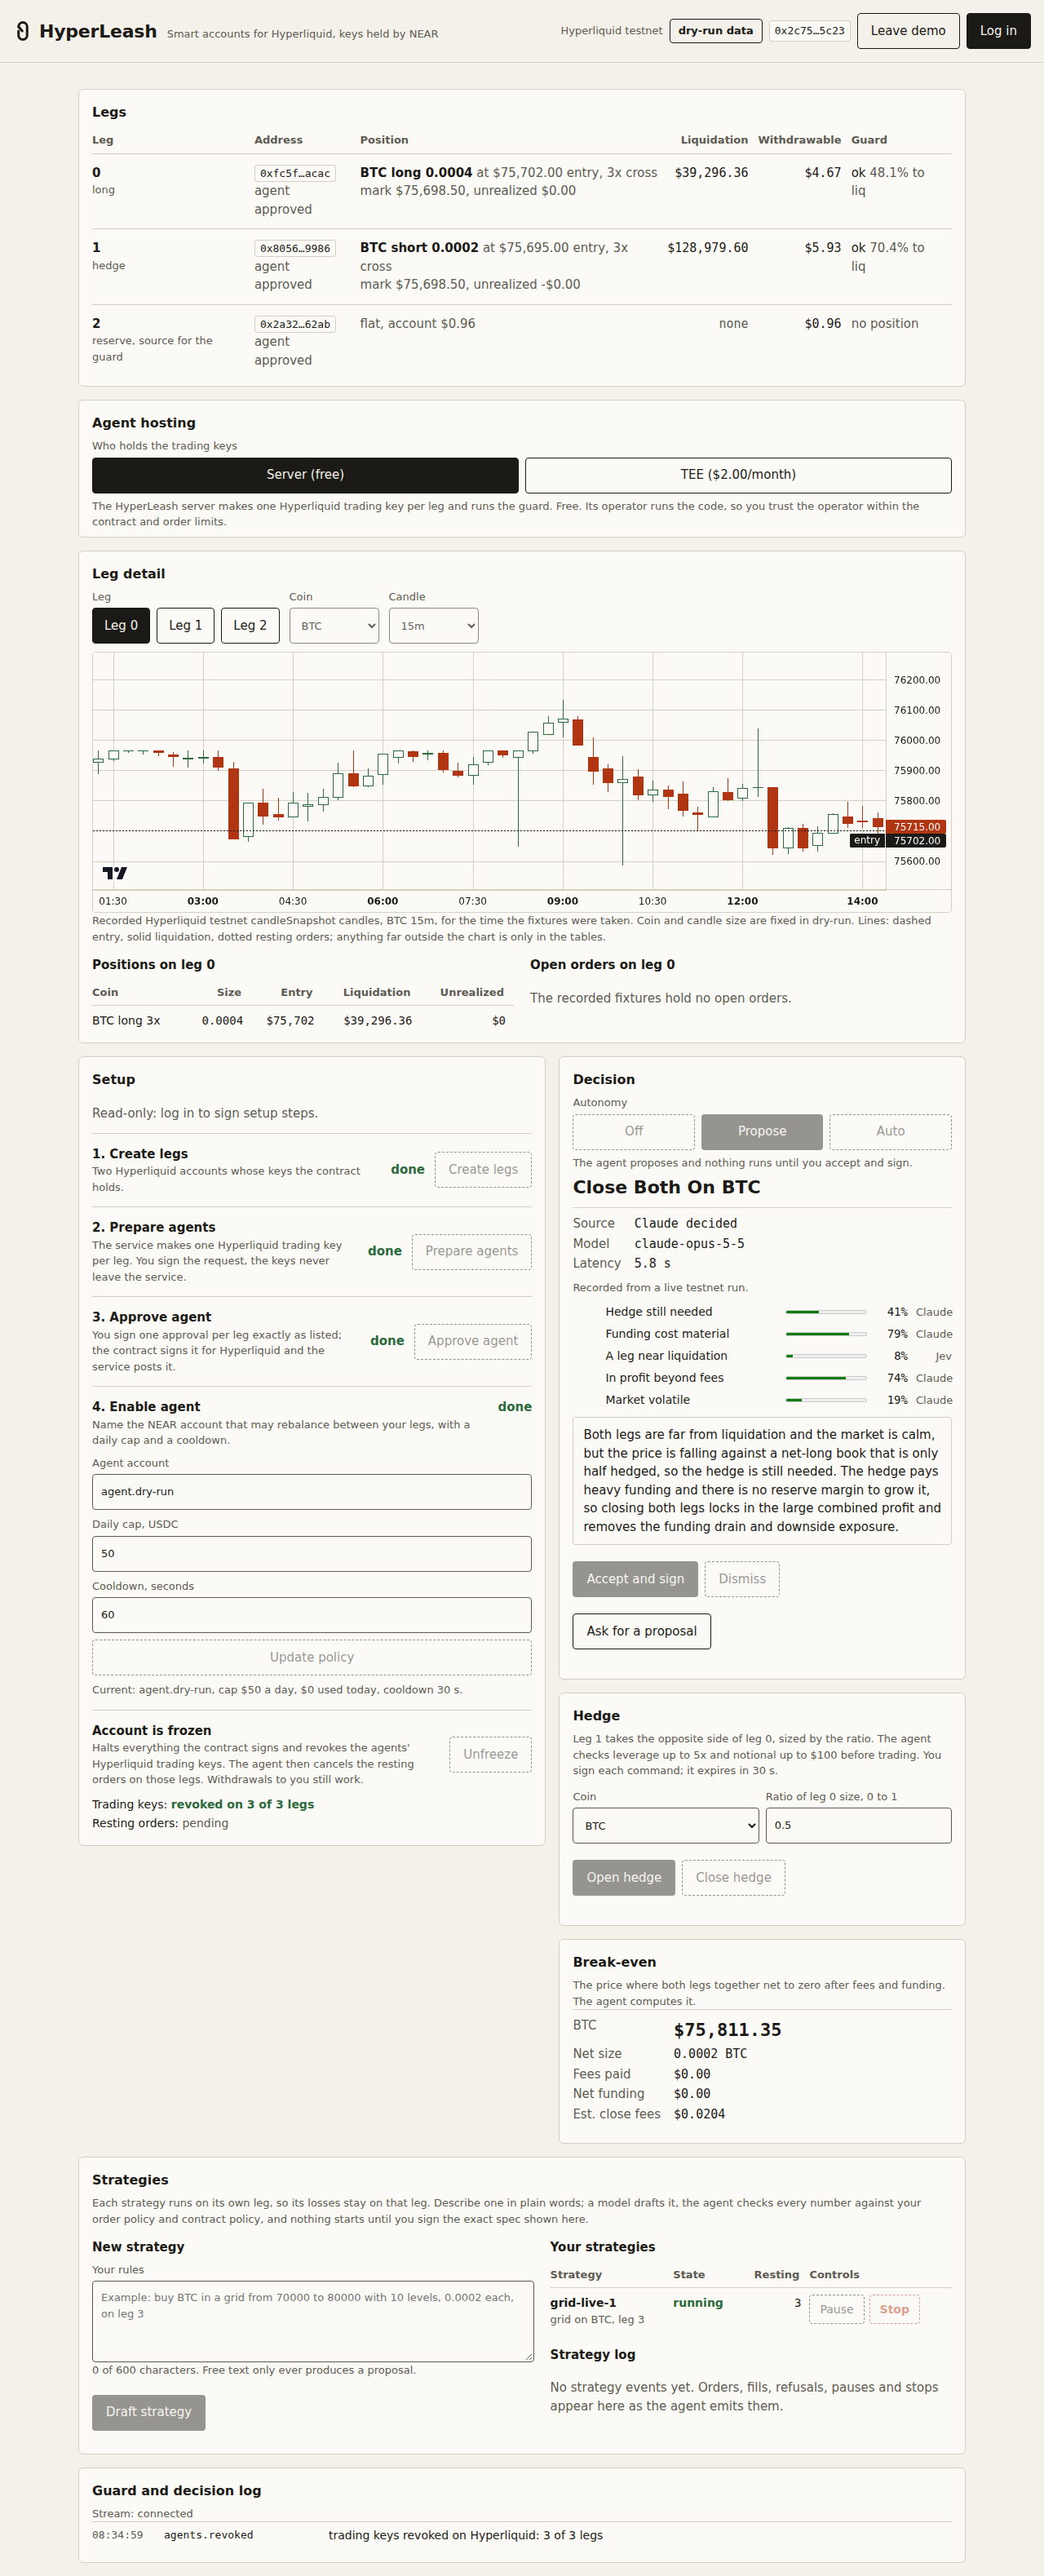 HyperLeash Smart accounts for Hyperliquid, keys held by NEAR Hyperliquid testnet dry-run data 0x2c75…5c23 Leave demo Log in
Legs
Leg Address Position Liquidation Withdrawable Guard
0 0xfc5f…acac BTC long 0.0004 at $75,702.00 entry, 3x cross $39,296.36 $4.67 ok 48.1% to
long agent mark $75,698.50, unrealized $0.00 liq
approved
1 0x8056…9986 BTC short 0.0002 at $75,695.00 entry, 3x $128,979.60 $5.93 ok 70.4% to
hedge agent cross liq
approved mark $75,698.50, unrealized -$0.00
2 0x2a32…62ab flat, account $0.96 none $0.96 no position
reserve, source for the agent
guard approved
Agent hosting
Who holds the trading keys
Server (free) TEE ($2.00/month)
The HyperLeash server makes one Hyperliquid trading key per leg and runs the guard. Free. Its operator runs the code, so you trust the operator within the
contract and order limits.
Leg detail
Leg Coin Candle
Leg 0 Leg 1 Leg 2 BTC 15m
76200.00
76100.00
76000.00
75900.00
75800.00
75715.00
entry 75702.00
75600.00
01:30 03:00 04:30 06:00 07:30 09:00 10:30 12:00 14:00
Recorded Hyperliquid testnet candleSnapshot candles, BTC 15m, for the time the fixtures were taken. Coin and candle size are fixed in dry-run. Lines: dashed
entry, solid liquidation, dotted resting orders; anything far outside the chart is only in the tables.
Positions on leg 0
Coin Size Entry Liquidation Unrealized
BTC long 3x 0.0004 $75,702 $39,296.36 $0
Open orders on leg 0
The recorded fixtures hold no open orders.
Setup
Read-only: log in to sign setup steps.
1. Create legs
Two Hyperliquid accounts whose keys the contract
holds.
done Create legs
2. Prepare agents
The service makes one Hyperliquid trading key
per leg. You sign the request, the keys never
leave the service.
done Prepare agents
3. Approve agent
You sign one approval per leg exactly as listed;
the contract signs it for Hyperliquid and the
service posts it.
done Approve agent
4. Enable agent done
Name the NEAR account that may rebalance between your legs, with a
daily cap and a cooldown.
Agent account
agent.dry-run
Daily cap, USDC
50
Cooldown, seconds
60
Update policy
Current: agent.dry-run, cap $50 a day, $0 used today, cooldown 30 s.
Account is frozen
Halts everything the contract signs and revokes the agents'
Hyperliquid trading keys. The agent then cancels the resting
orders on those legs. Withdrawals to you still work.
Unfreeze
Trading keys: revoked on 3 of 3 legs
Resting orders: pending
Decision
Autonomy
Off Propose Auto
The agent proposes and nothing runs until you accept and sign.
Close Both On BTC
Source Claude decided
Model claude-opus-5-5
Latency 5.8 s
Recorded from a live testnet run.
Hedge still needed 41% Claude
Funding cost material 79% Claude
A leg near liquidation 8% Jev
In profit beyond fees 74% Claude
Market volatile 19% Claude
Both legs are far from liquidation and the market is calm,
but the price is falling against a net-long book that is only
half hedged, so the hedge is still needed. The hedge pays
heavy funding and there is no reserve margin to grow it,
so closing both legs locks in the large combined profit and
removes the funding drain and downside exposure.
Accept and sign Dismiss
Ask for a proposal
Hedge
Leg 1 takes the opposite side of leg 0, sized by the ratio. The agent
checks leverage up to 5x and notional up to $100 before trading. You
sign each command; it expires in 30 s.
Coin Ratio of leg 0 size, 0 to 1
BTC 0.5
Open hedge Close hedge
Break-even
The price where both legs together net to zero after fees and funding.
The agent computes it.
BTC $75,811.35
Net size 0.0002 BTC
Fees paid $0.00
Net funding $0.00
Est. close fees $0.0204
Strategies
Each strategy runs on its own leg, so its losses stay on that leg. Describe one in plain words; a model drafts it, the agent checks every number against your
order policy and contract policy, and nothing starts until you sign the exact spec shown here.
New strategy
Your rules
Example: buy BTC in a grid from 70000 to 80000 with 10 levels, 0.0002 each,
on leg 3
0 of 600 characters. Free text only ever produces a proposal.
Draft strategy
Your strategies
Strategy State Resting Controls
grid-live-1 running 3 Pause Stop
grid on BTC, leg 3
Strategy log
No strategy events yet. Orders, fills, refusals, pauses and stops
appear here as the agent emits them.
Guard and decision log
Stream: connected
08:34:59 agents.revoked trading keys revoked on Hyperliquid: 3 of 3 legs